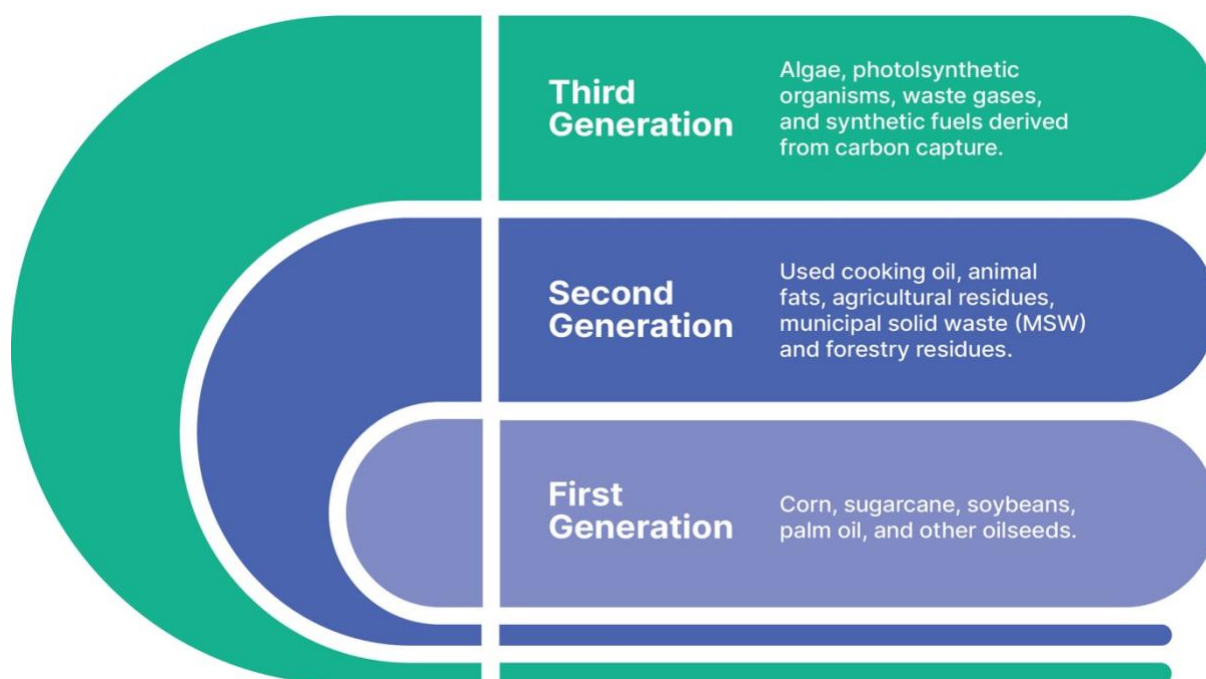 Third
Generation
Algae, photolsynthetic
organisms, waste gases,
and synthetic fuels derived
from carbon capture.
Second
Generation
Used cooking oil, animal
fats, agricultural residues,
municipal solid waste (MSW)
and forestry residues.
First
Generation
Corn, sugarcane, soybeans,
palm oil, and other oilseeds.